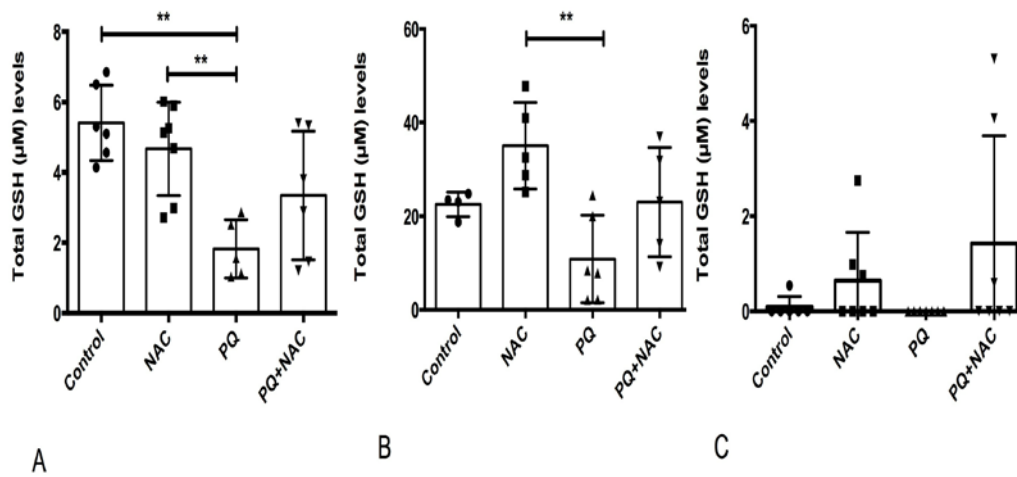 **
**
Total GSH (µM) levels
8
6
4
2
0
Control
NAC
PQ
PQ+NAC
A
**
Total GSH (µM) levels
60
40
20
0
Control
NAC
PQ
PQ+NAC
B
Total GSH (µM) levels
6
4
2
0
Control
NAC
PQ
PQ+NAC
C